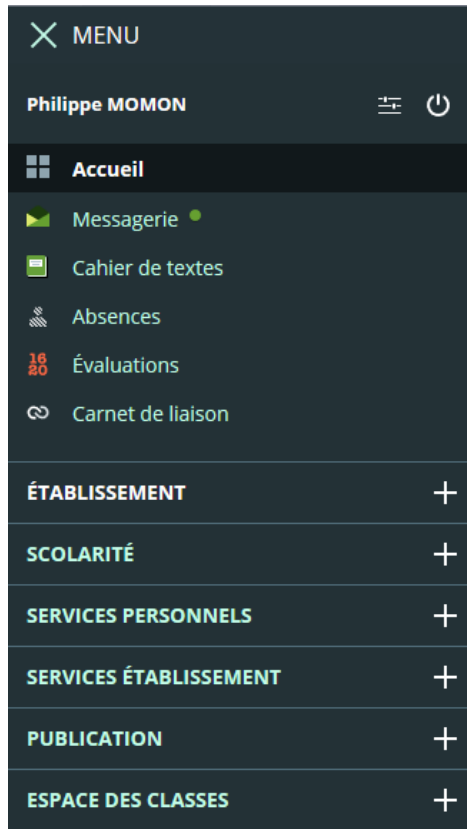 MENU
Philippe MOMON
Accueil
Messagerie
Cahier de textes
Absences
16
20
Évaluations
Carnet de liaison
ÉTABLISSEMENT
SCOLARITÉ
SERVICES PERSONNELS
SERVICES ÉTABLISSEMENT
PUBLICATION
ESPACE DES CLASSES